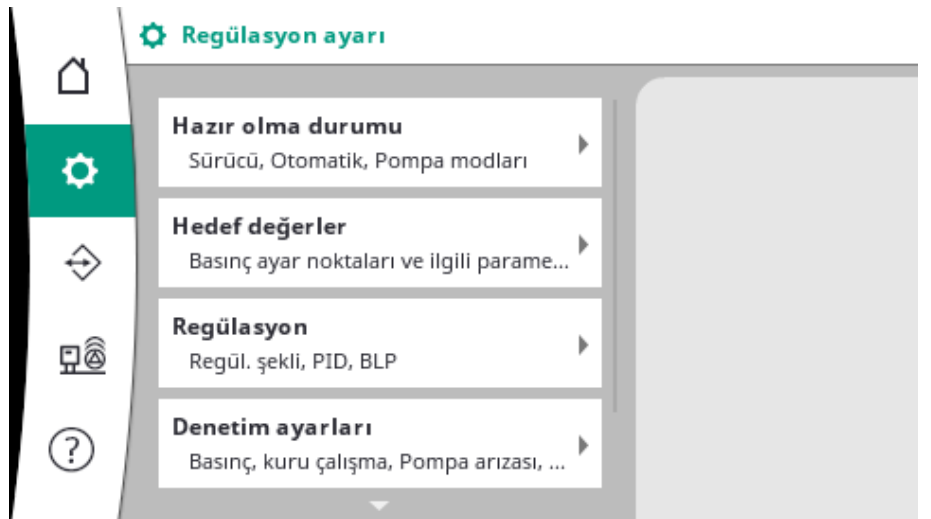 Regülasyon ayarı
Hazır olma durumu
Sürücü, Otomatik, Pompa modları
Hedef değerler
Basınç ayar noktaları ve ilgili parame...
Regülasyon
Regül. şekli, PID, BLP
Denetim ayarları
Basınç, kuru çalışma, Pompa arızası, ...
?